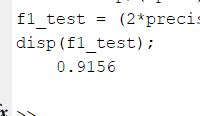 f1_test = (2*precis
disp(f1_test);
0.9156
>>